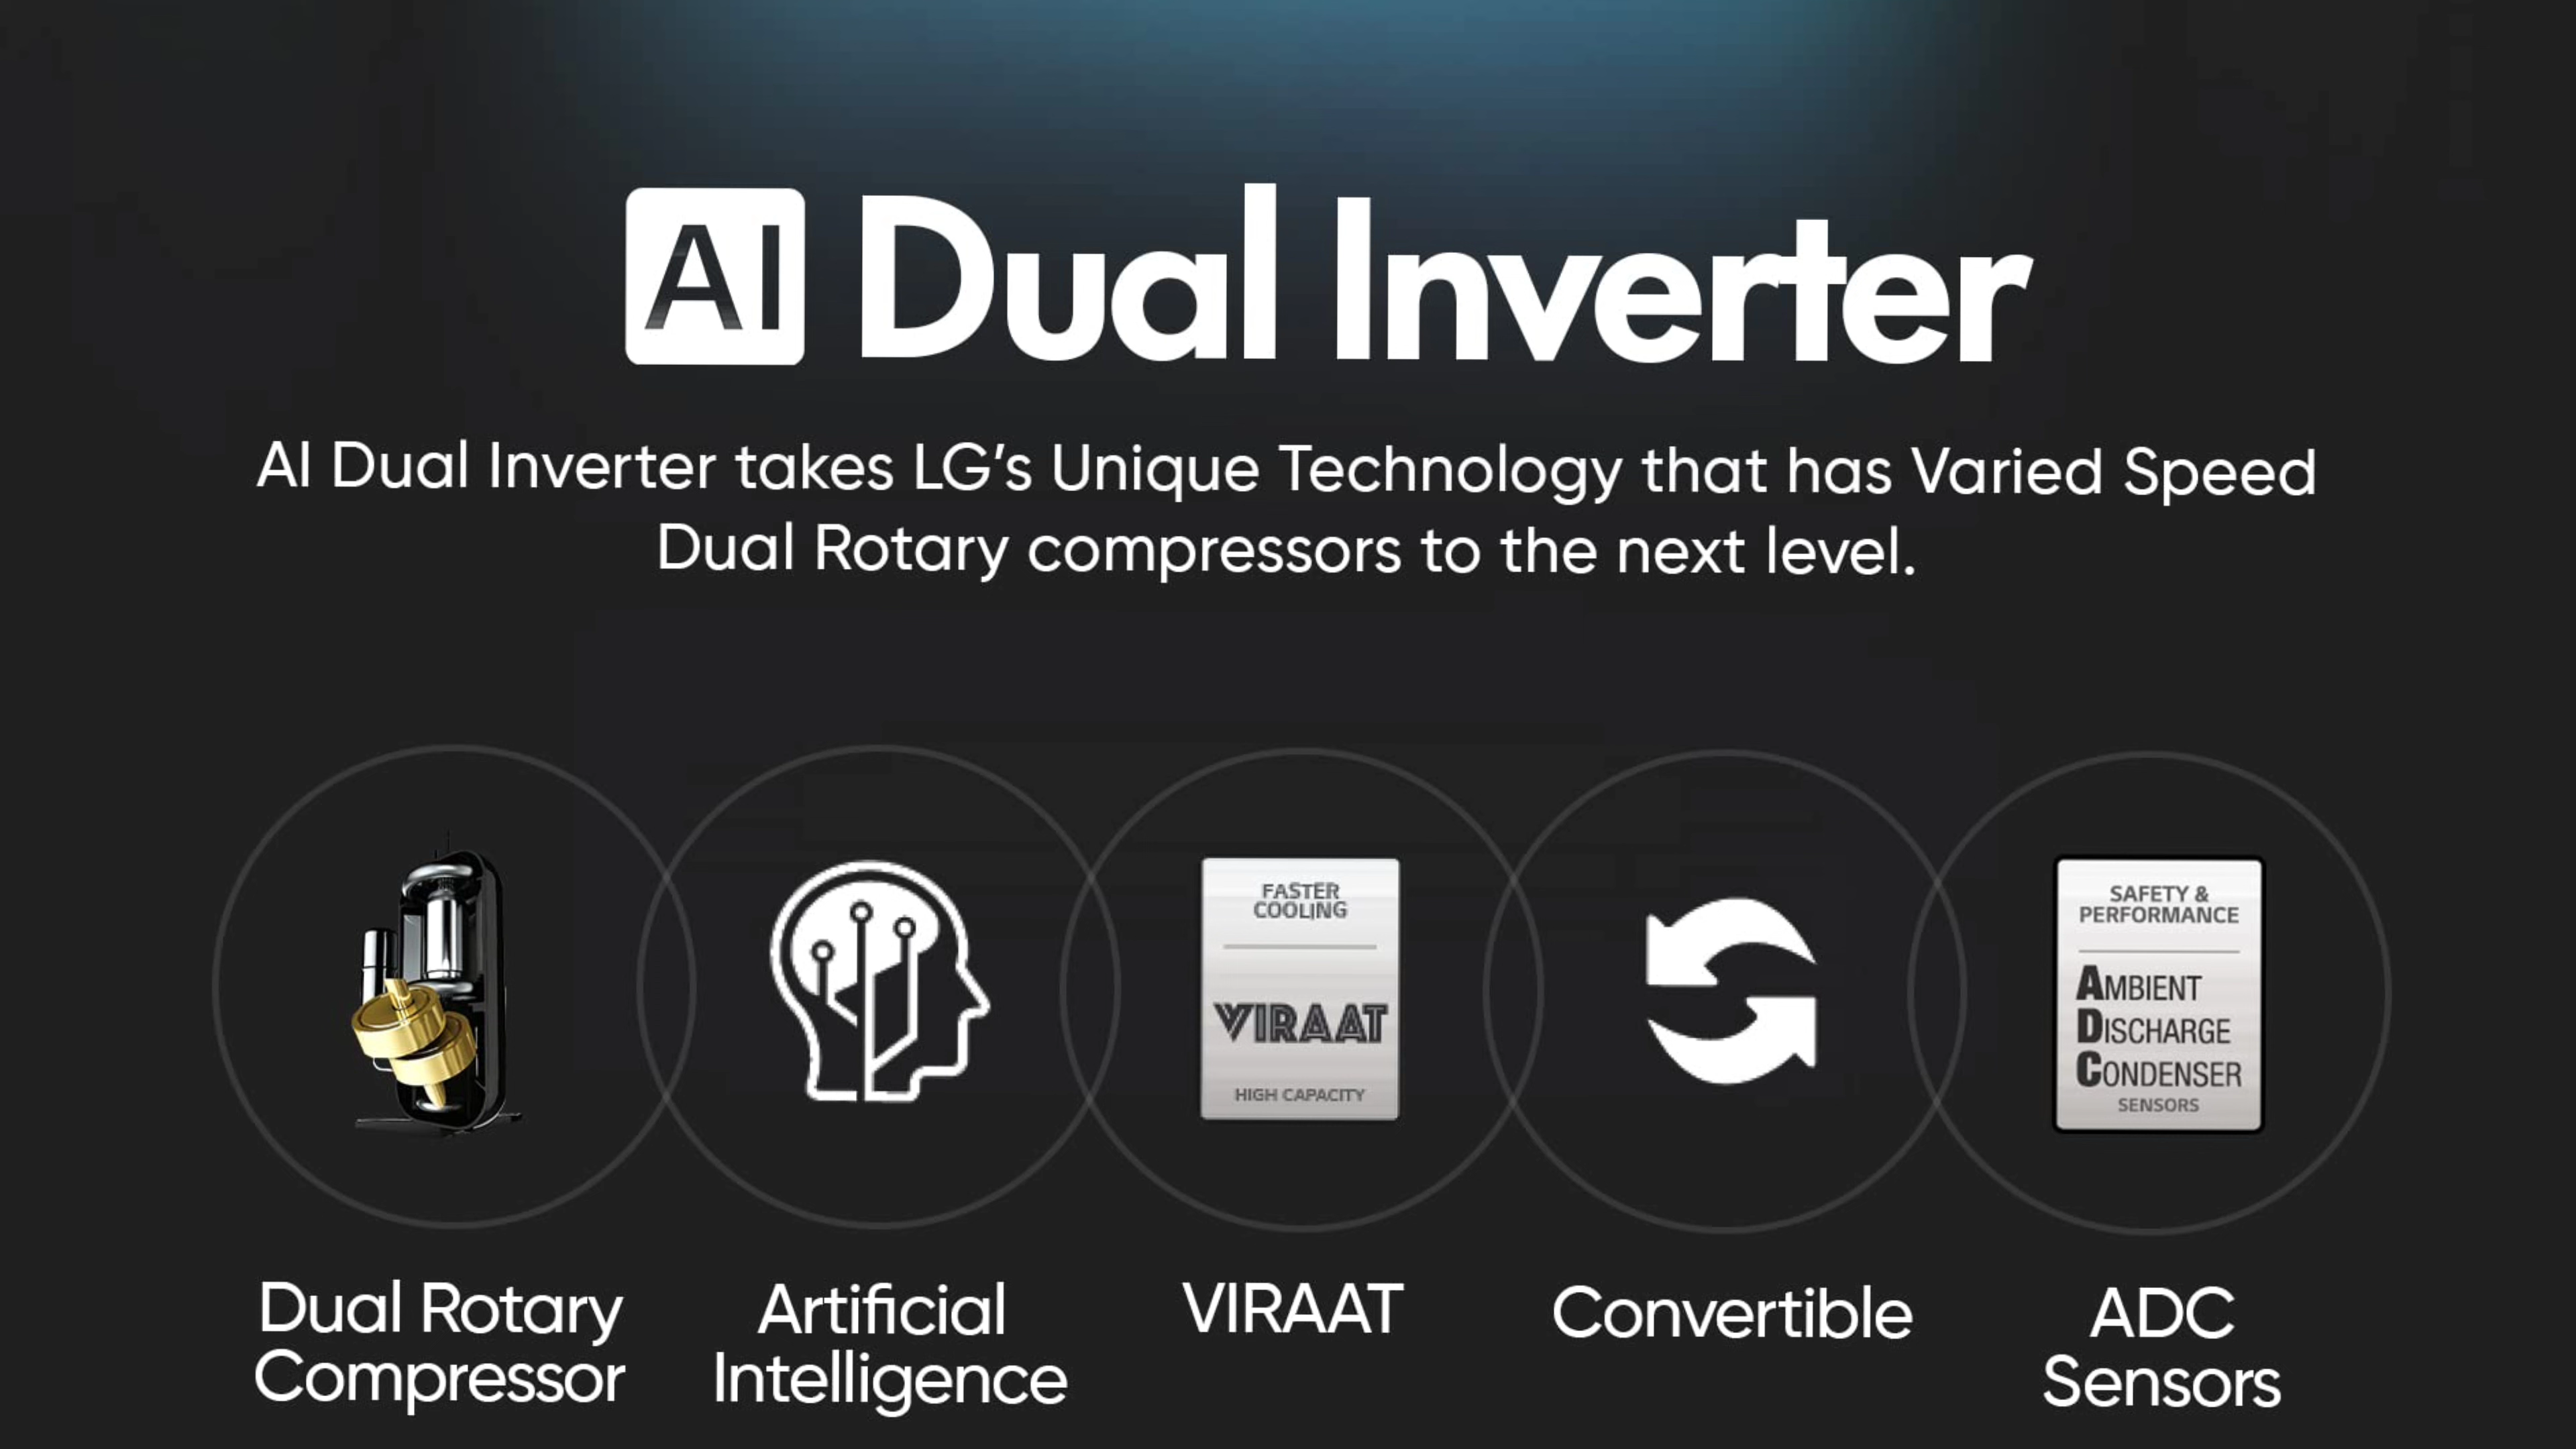 AI Dual Inverter
AI Dual Inverter takes LG's Unique Technology that has Varied Speed
Dual Rotary compressors to the next level.
FASTER
COOLING
VIRAAT
HIGH CAPACITY
SAFETY &
PERFORMANCE
AMBIENT
DISCHARGE
CONDENSER
SENSORS
Dual Rotary
Compressor
Artificial
Intelligence
VIRAAT
Convertible
ADC
Sensors